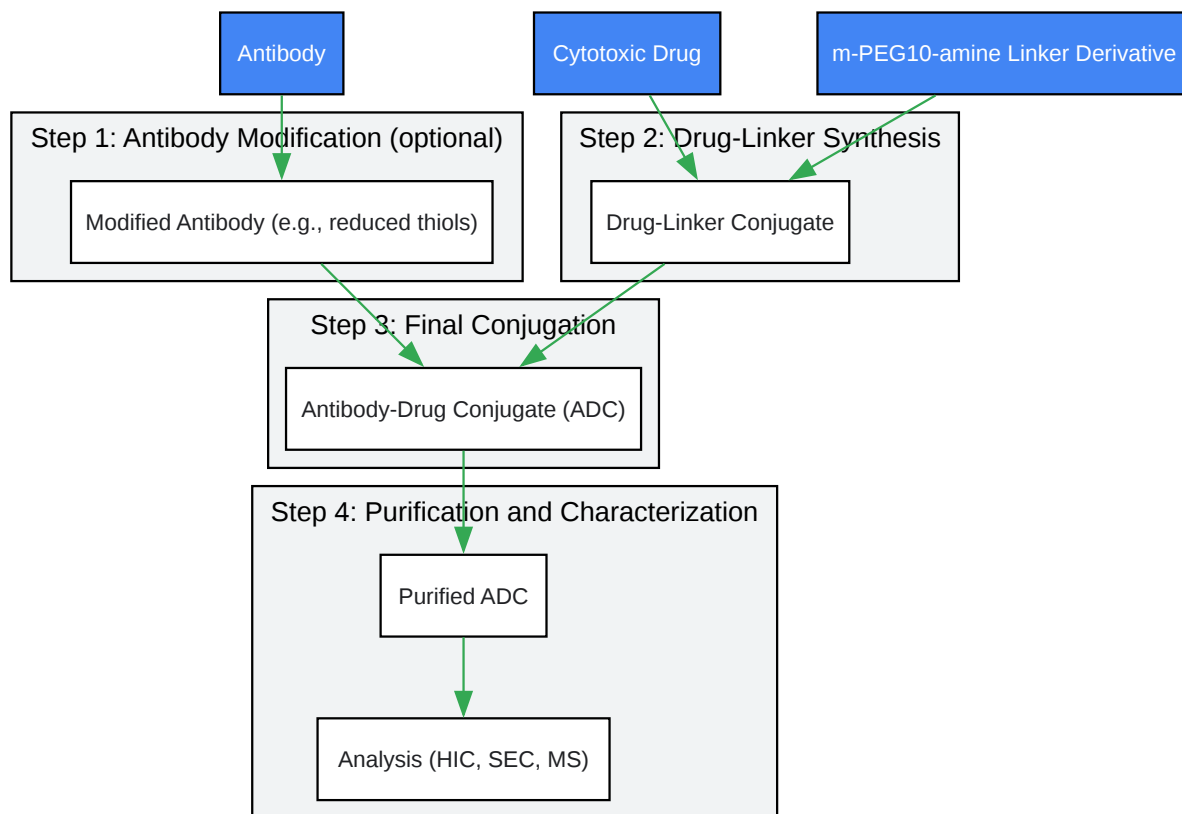 Antibody
Cytotoxic Drug
m-PEG10-amine Linker Derivative
Step 1: Antibody Modification (optional)
Step 2: Drug-Linker Synthesis
Modified Antibody (e.g., reduced thiols)
Drug-Linker Conjugate
Step 3: Final Conjugation
Antibody-Drug Conjugate (ADC)
Step 4: Purification and Characterization
Purified ADC
Analysis (HIC, SEC, MS)